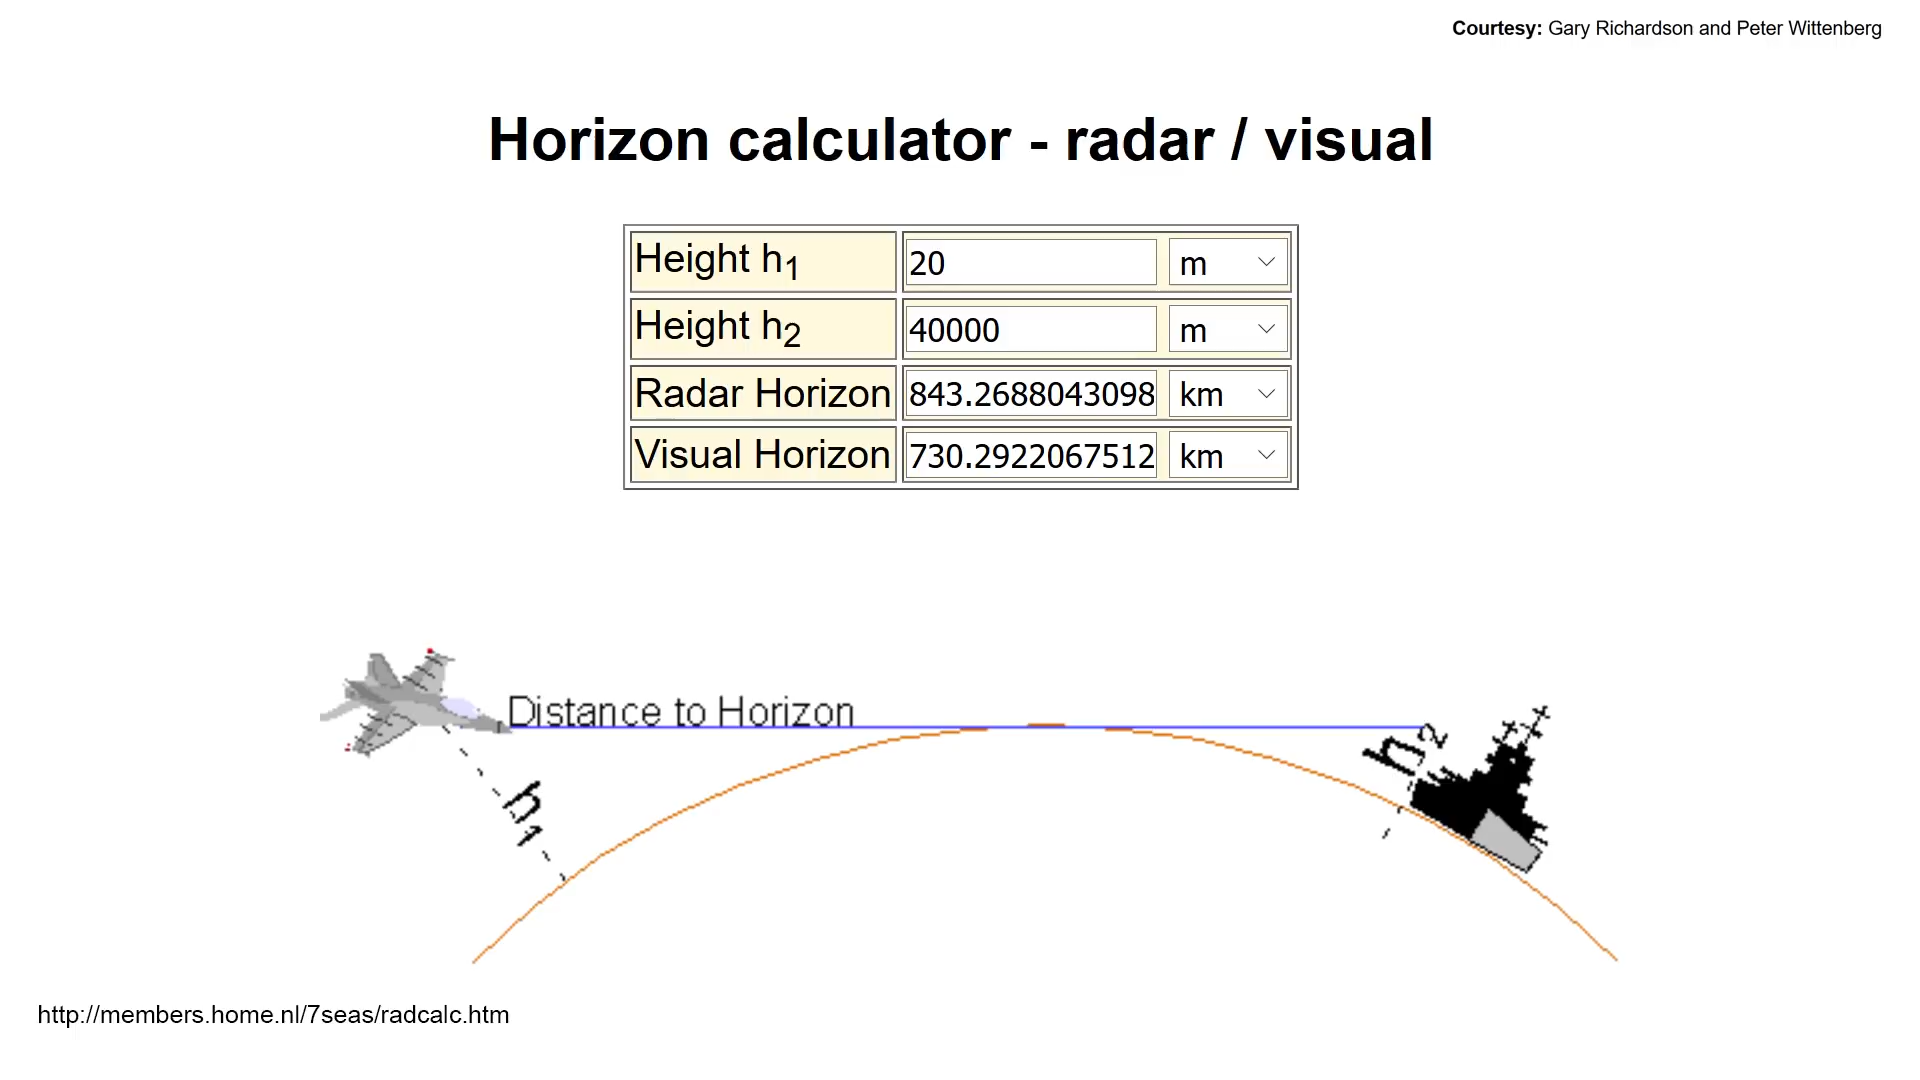 Courtesy: Gary Richardson and Peter Wittenberg
Horizon calculator - radar / visual
Height h1 20 m
Height h2 40000 m
Radar Horizon 843.2688043098 km
Visual Horizon 730.2922067512 km
Distance to Horizon
h1
h2
http://members.home.nl/7seas/radcalc.htm